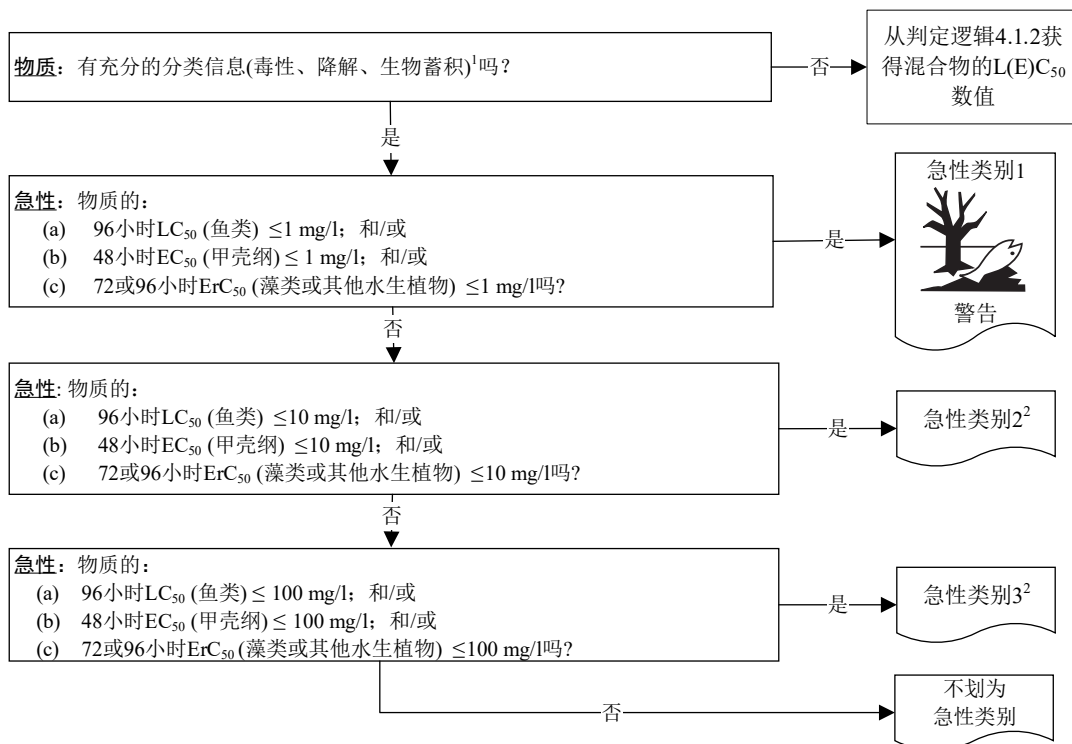 物质：有充分的分类信息(毒性、降解、生物蓄积)¹吗？
否
从判定逻辑4.1.2获
得混合物的L(E)C₅₀
数值
是
急性：物质的：
(a) 96小时LC₅₀ (鱼类) ≤1 mg/l；和/或
(b) 48小时EC₅₀ (甲壳纲) ≤ 1 mg/l；和/或
(c) 72或96小时ErC₅₀ (藻类或其他水生植物) ≤1 mg/l吗？
是
急性类别1
警告
否
急性: 物质的：
(a) 96小时LC₅₀ (鱼类) ≤10 mg/l；和/或
(b) 48小时EC₅₀ (甲壳纲) ≤10 mg/l；和/或
(c) 72或96小时ErC₅₀ (藻类或其他水生植物) ≤10 mg/l吗？
是
急性类别2²
否
急性：物质的：
(a) 96小时LC₅₀ (鱼类) ≤ 100 mg/l；和/或
(b) 48小时EC₅₀ (甲壳纲) ≤ 100 mg/l；和/或
(c) 72或96小时ErC₅₀ (藻类或其他水生植物) ≤100 mg/l吗？
是
急性类别3²
否
不划为
急性类别